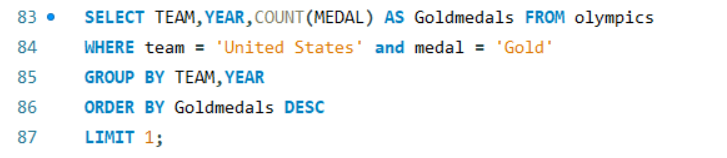 83 SELECT TEAM,YEAR,COUNT(MEDAL) AS Goldmedals FROM olympics
84 WHERE team = 'United States' and medal = 'Gold'
85 GROUP BY TEAM,YEAR
86 ORDER BY Goldmedals DESC
87 LIMIT 1;